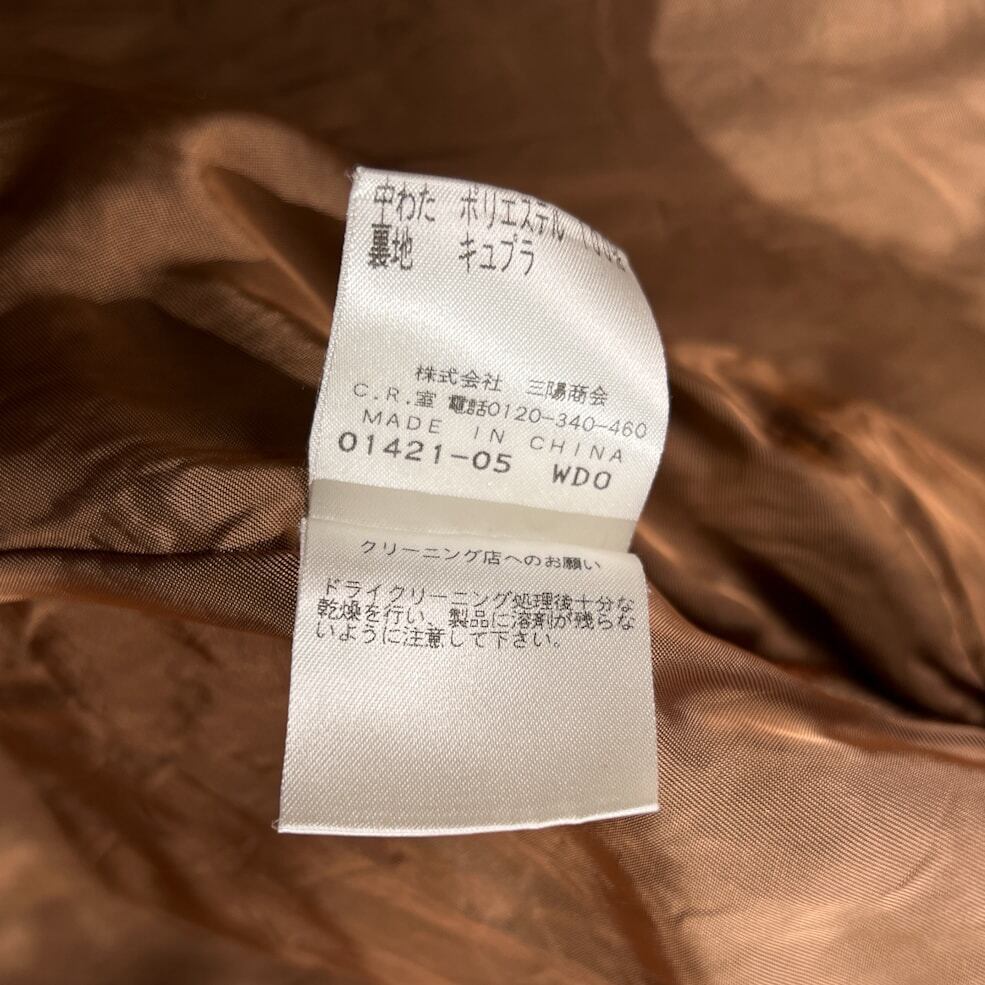 中わた ポリエステル 100%
裏地 キュプラ
株式会社 三陽商会
C.R.室 電話0120-340-460
MADE IN CHINA
01421-05 WDO
クリーニング店へのお願い
ドライクリーニング処理後十分な
乾燥を行い、製品に溶剤が残らな
いように注意して下さい。